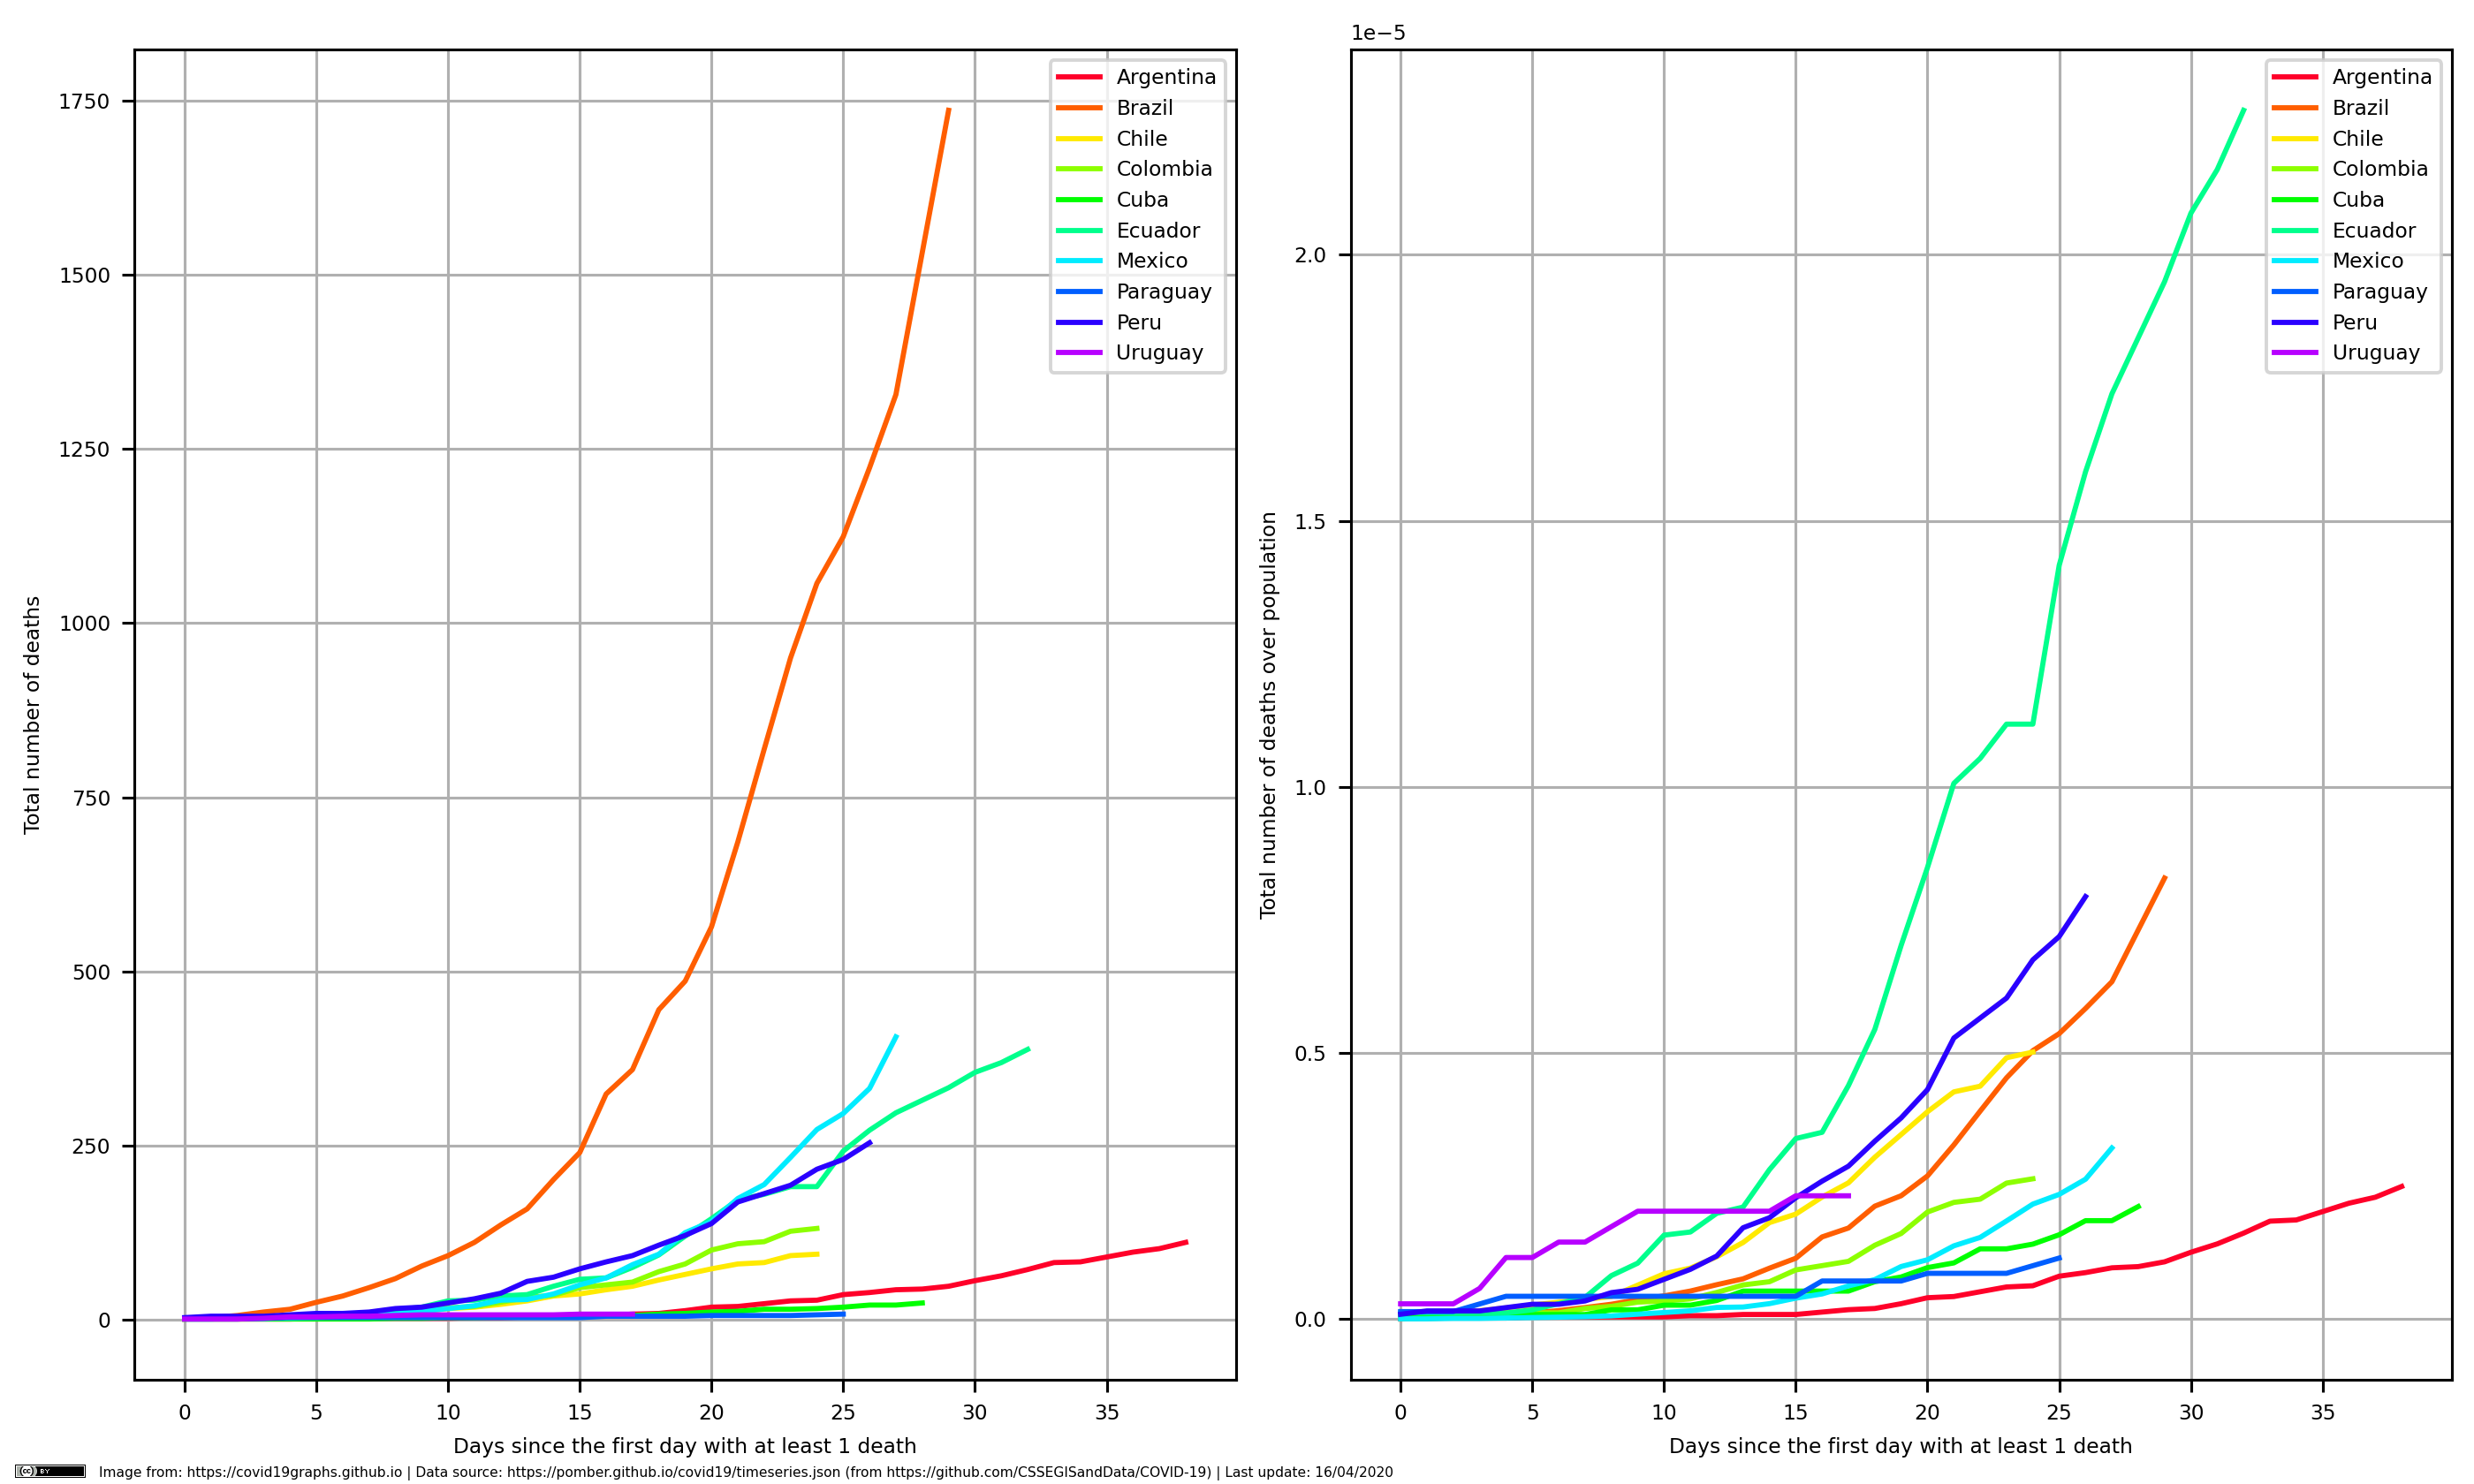 1e−5
Argentina
Brazil
Chile
Colombia
Cuba
Ecuador
Mexico
Paraguay
Peru
Uruguay
1750
1500
1250
1000
750
500
250
0
Total number of deaths
0 5 10 15 20 25 30 35
Days since the first day with at least 1 death
Argentina
Brazil
Chile
Colombia
Cuba
Ecuador
Mexico
Paraguay
Peru
Uruguay
2.0
1.5
1.0
0.5
0.0
Total number of deaths over population
0 5 10 15 20 25 30 35
Days since the first day with at least 1 death
cc BY
Image from: https://covid19graphs.github.io | Data source: https://pomber.github.io/covid19/timeseries.json (from https://github.com/CSSEGISandData/COVID-19) | Last update: 16/04/2020